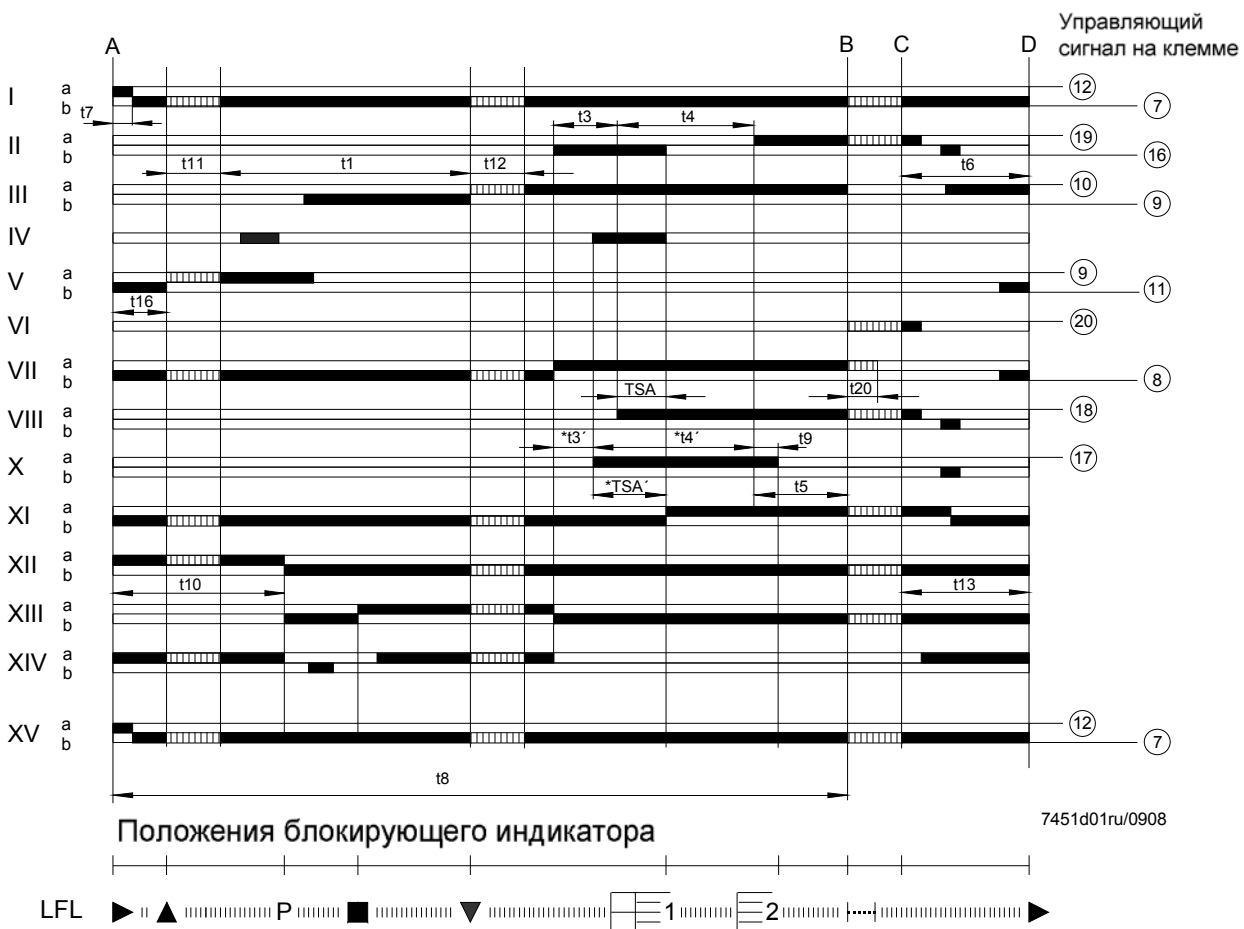 Управляющий
сигнал на клемме
A B C D
I a 12
b 7
t7
t3 t4
II a 19
b 16
t11 t1 t12 t6
III a 10
b 9
IV
V a 9
b 11
t16
VI 20
VII a
b 8
TSA t20
VIII a 18
b
*t3´ *t4´ t9
X a 17
b
*TSA´ t5
XI a
b
XII a
b
t10 t13
XIII a
b
XIV a
b
XV a 12
b 7
t8
7451d01ru/0908
Положения блокирующего индикатора
LFL P 1 2